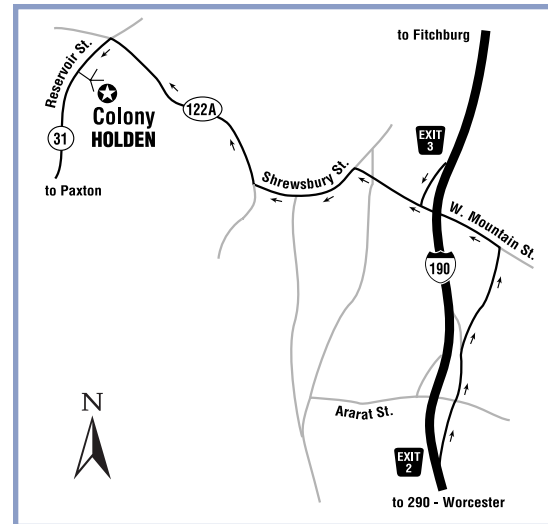 to Fitchburg
Reservoir St.
EXIT
3
122A
Colony
HOLDEN
31
to Paxton
Shrewsbury St.
W. Mountain St.
190
N
Ararat St.
EXIT
2
to 290 - Worcester